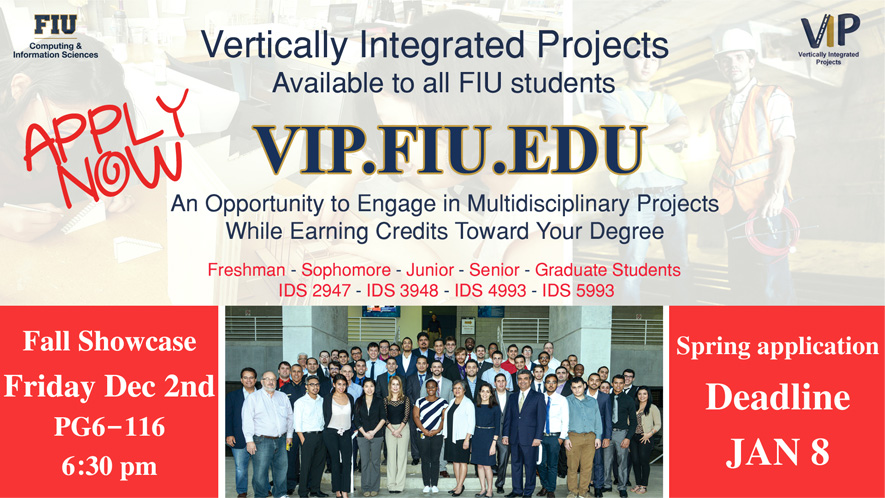 FIU
Computing &
Information Sciences
Vertically Integrated Projects
Available to all FIU students
VIP
Vertically Integrated
Projects
APPLY
NOW
VIP.FIU.EDU
An Opportunity to Engage in Multidisciplinary Projects
While Earning Credits Toward Your Degree
Freshman - Sophomore - Junior - Senior - Graduate Students
IDS 2947 - IDS 3948 - IDS 4993 - IDS 5993
Fall Showcase
Friday Dec 2nd
PG6-116
6:30 pm
Spring application
Deadline
JAN 8